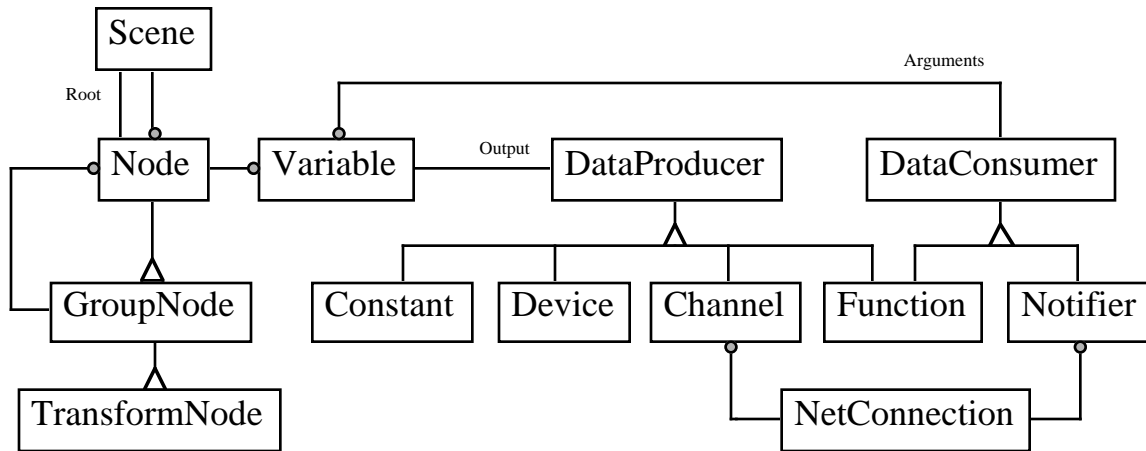 Scene
Arguments
Root
Output
Node
Variable
DataProducer
DataConsumer
GroupNode
Constant
Device
Channel
Function
Notifier
TransformNode
NetConnection